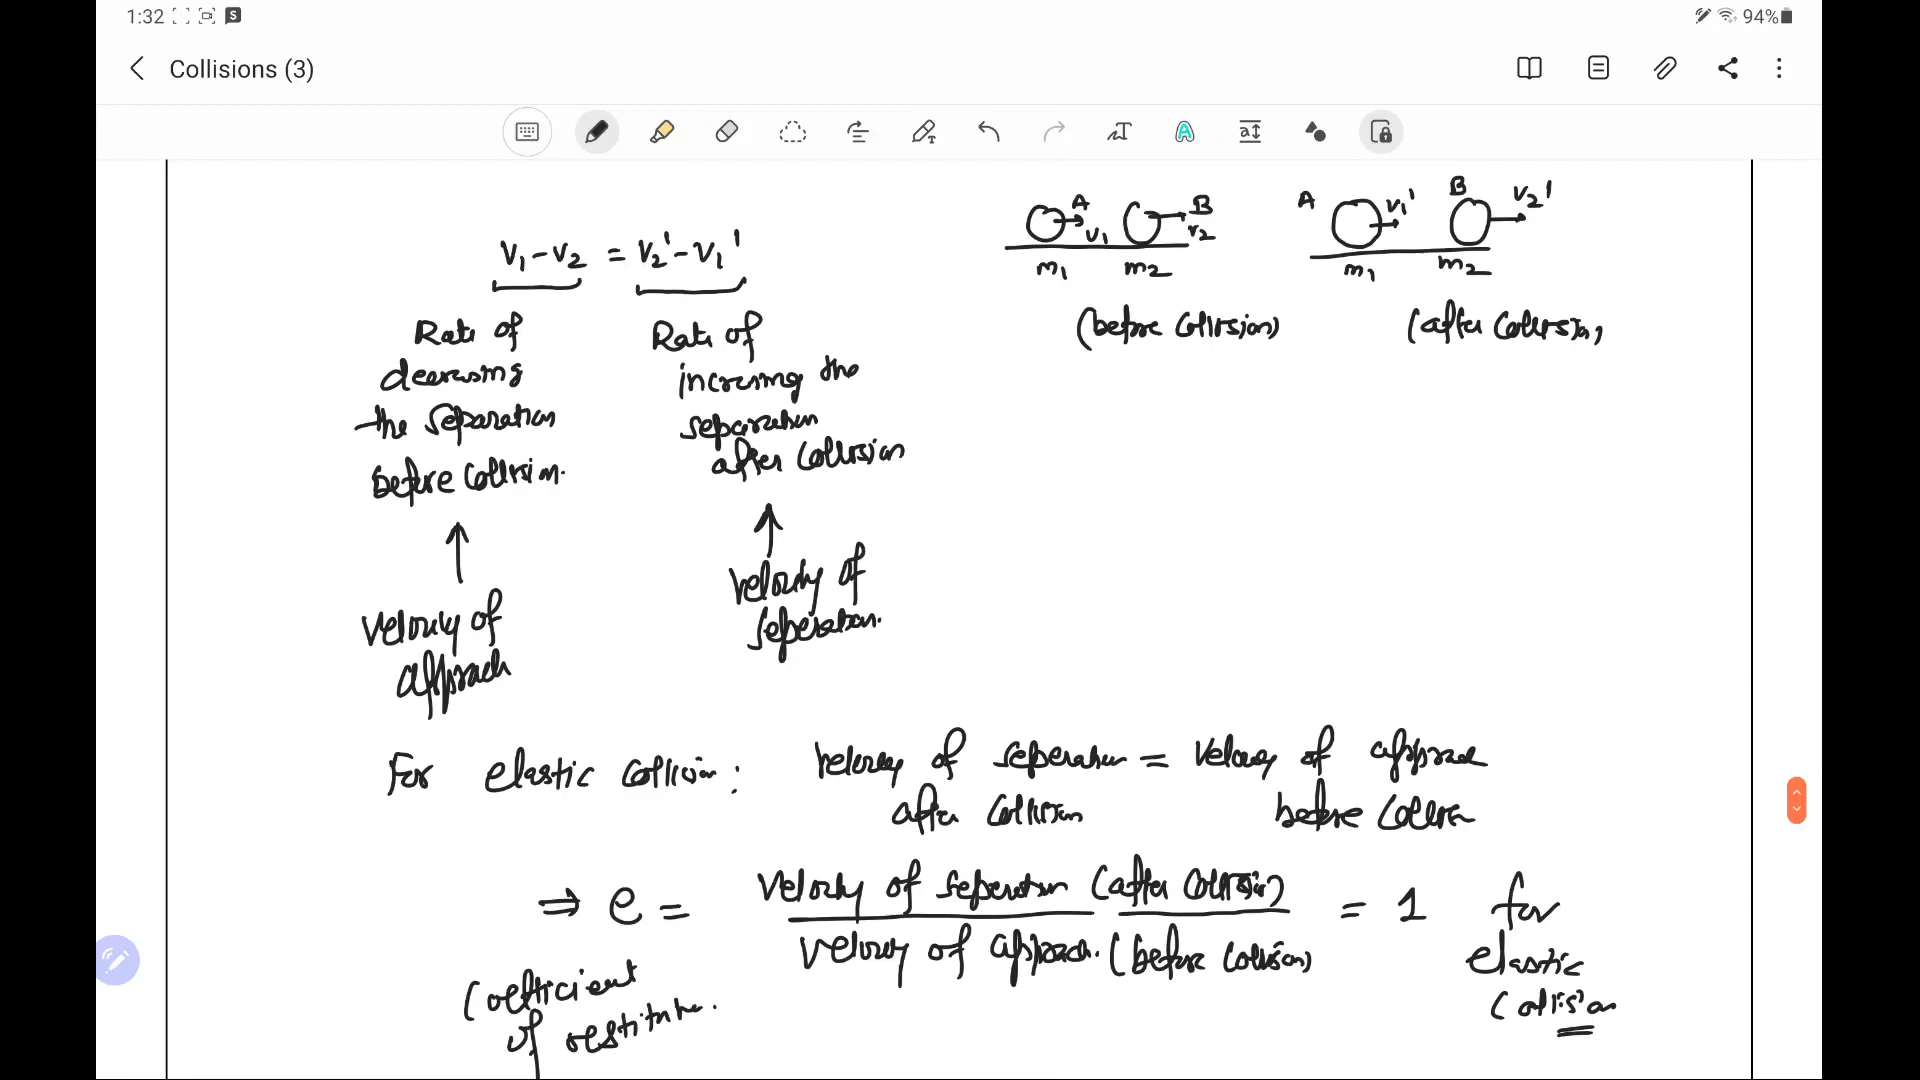 1:32
94%
Collisions (3)
A B
v₁ v₂
m₁ m₂
(before Collision)
A B
v₁' v₂'
m₁ m₂
(after Collision)
v₁ - v₂ = v₂' - v₁'
Rate of
decreasing
the Separation
before Collision.
Rate of
increasing the
separation
after Collision
Velocity of
approach
Velocity of
seperation.
For elastic collision :
Velocity of seperation = Velocity of approach
after Collision before Collision
⇒ e = Velocity of seperation (after Collision)
Velocity of approach. (before Collision)
= 1 for
elastic
Collision
Coefficient
of restitution.